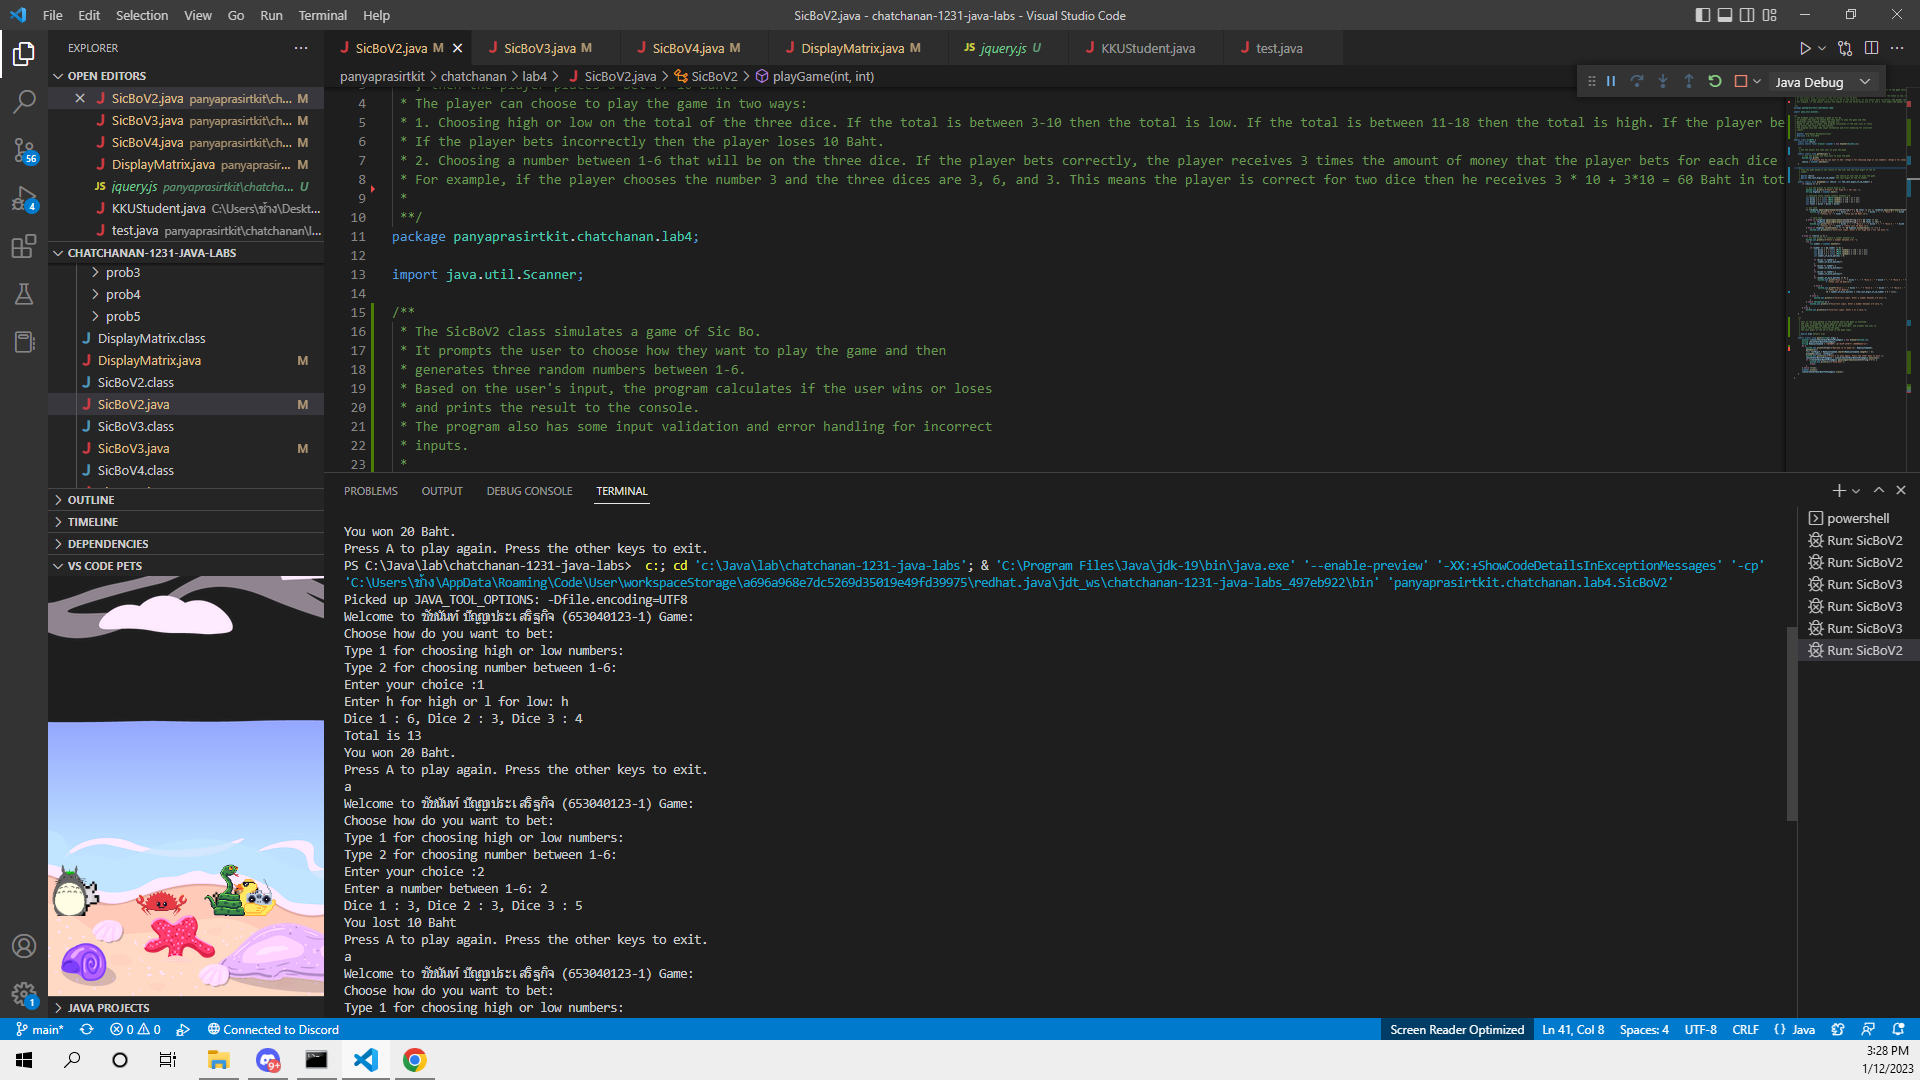 File Edit Selection View Go Run Terminal Help
SicBoV2.java - chatchanan-1231-java-labs - Visual Studio Code
EXPLORER
OPEN EDITORS
SicBoV2.java panyaprasirtkit\ch... M
SicBoV3.java panyaprasirtkit\ch... M
SicBoV4.java panyaprasirtkit\ch... M
DisplayMatrix.java panyaprasir... M
JS jquery.js panyaprasirtkit\chatcha... U
KKUStudent.java C:\Users\ช้าง\Deskt...
test.java panyaprasirtkit\chatchanan\l...
CHATCHANAN-1231-JAVA-LABS
prob3
prob4
prob5
DisplayMatrix.class
DisplayMatrix.java M
SicBoV2.class
SicBoV2.java M
SicBoV3.class
SicBoV3.java M
SicBoV4.class
OUTLINE
TIMELINE
DEPENDENCIES
VS CODE PETS
JAVA PROJECTS
56
4
1
SicBoV2.java M SicBoV3.java M SicBoV4.java M DisplayMatrix.java M JS jquery.js U KKUStudent.java test.java
panyaprasirtkit > chatchanan > lab4 > SicBoV2.java > SicBoV2 > playGame(int, int)
Java Debug
4 * The player can choose to play the game in two ways:
5 * 1. Choosing high or low on the total of the three dice. If the total is between 3-10 then the total is low. If the total is between 11-18 then the total is high. If the player be
6 * If the player bets incorrectly then the player loses 10 Baht.
7 * 2. Choosing a number between 1-6 that will be on the three dice. If the player bets correctly, the player receives 3 times the amount of money that the player bets for each dice
8 * For example, if the player chooses the number 3 and the three dices are 3, 6, and 3. This means the player is correct for two dice then he receives 3 * 10 + 3*10 = 60 Baht in tot
9 *
10 **/
11 package panyaprasirtkit.chatchanan.lab4;
12
13 import java.util.Scanner;
14
15 /**
16 * The SicBoV2 class simulates a game of Sic Bo.
17 * It prompts the user to choose how they want to play the game and then
18 * generates three random numbers between 1-6.
19 * Based on the user's input, the program calculates if the user wins or loses
20 * and prints the result to the console.
21 * The program also has some input validation and error handling for incorrect
22 * inputs.
23 *
PROBLEMS OUTPUT DEBUG CONSOLE TERMINAL
You won 20 Baht.
Press A to play again. Press the other keys to exit.
PS C:\Java\lab\chatchanan-1231-java-labs> c:; cd 'c:\Java\lab\chatchanan-1231-java-labs'; & 'C:\Program Files\Java\jdk-19\bin\java.exe' '--enable-preview' '-XX:+ShowCodeDetailsInExceptionMessages' '-cp'
'C:\Users\ช้าง\AppData\Roaming\Code\User\workspaceStorage\a696a968e7dc5269d35019e49fd39975\redhat.java\jdt_ws\chatchanan-1231-java-labs_497eb922\bin' 'panyaprasirtkit.chatchanan.lab4.SicBoV2'
Picked up JAVA_TOOL_OPTIONS: -Dfile.encoding=UTF8
Welcome to ชัชนันท์ ปัญญาประเสริฐกิจ (653040123-1) Game:
Choose how do you want to bet:
Type 1 for choosing high or low numbers:
Type 2 for choosing number between 1-6:
Enter your choice :1
Enter h for high or l for low: h
Dice 1 : 6, Dice 2 : 3, Dice 3 : 4
Total is 13
You won 20 Baht.
Press A to play again. Press the other keys to exit.
a
Welcome to ชัชนันท์ ปัญญาประเสริฐกิจ (653040123-1) Game:
Choose how do you want to bet:
Type 1 for choosing high or low numbers:
Type 2 for choosing number between 1-6:
Enter your choice :2
Enter a number between 1-6: 2
Dice 1 : 3, Dice 2 : 3, Dice 3 : 5
You lost 10 Baht
Press A to play again. Press the other keys to exit.
a
Welcome to ชัชนันท์ ปัญญาประเสริฐกิจ (653040123-1) Game:
Choose how do you want to bet:
Type 1 for choosing high or low numbers:
powershell
Run: SicBoV2
Run: SicBoV2
Run: SicBoV3
Run: SicBoV3
Run: SicBoV3
Run: SicBoV2
main* 0 0 Connected to Discord
Screen Reader Optimized Ln 41, Col 8 Spaces: 4 UTF-8 CRLF {} Java
9+
3:28 PM
1/12/2023